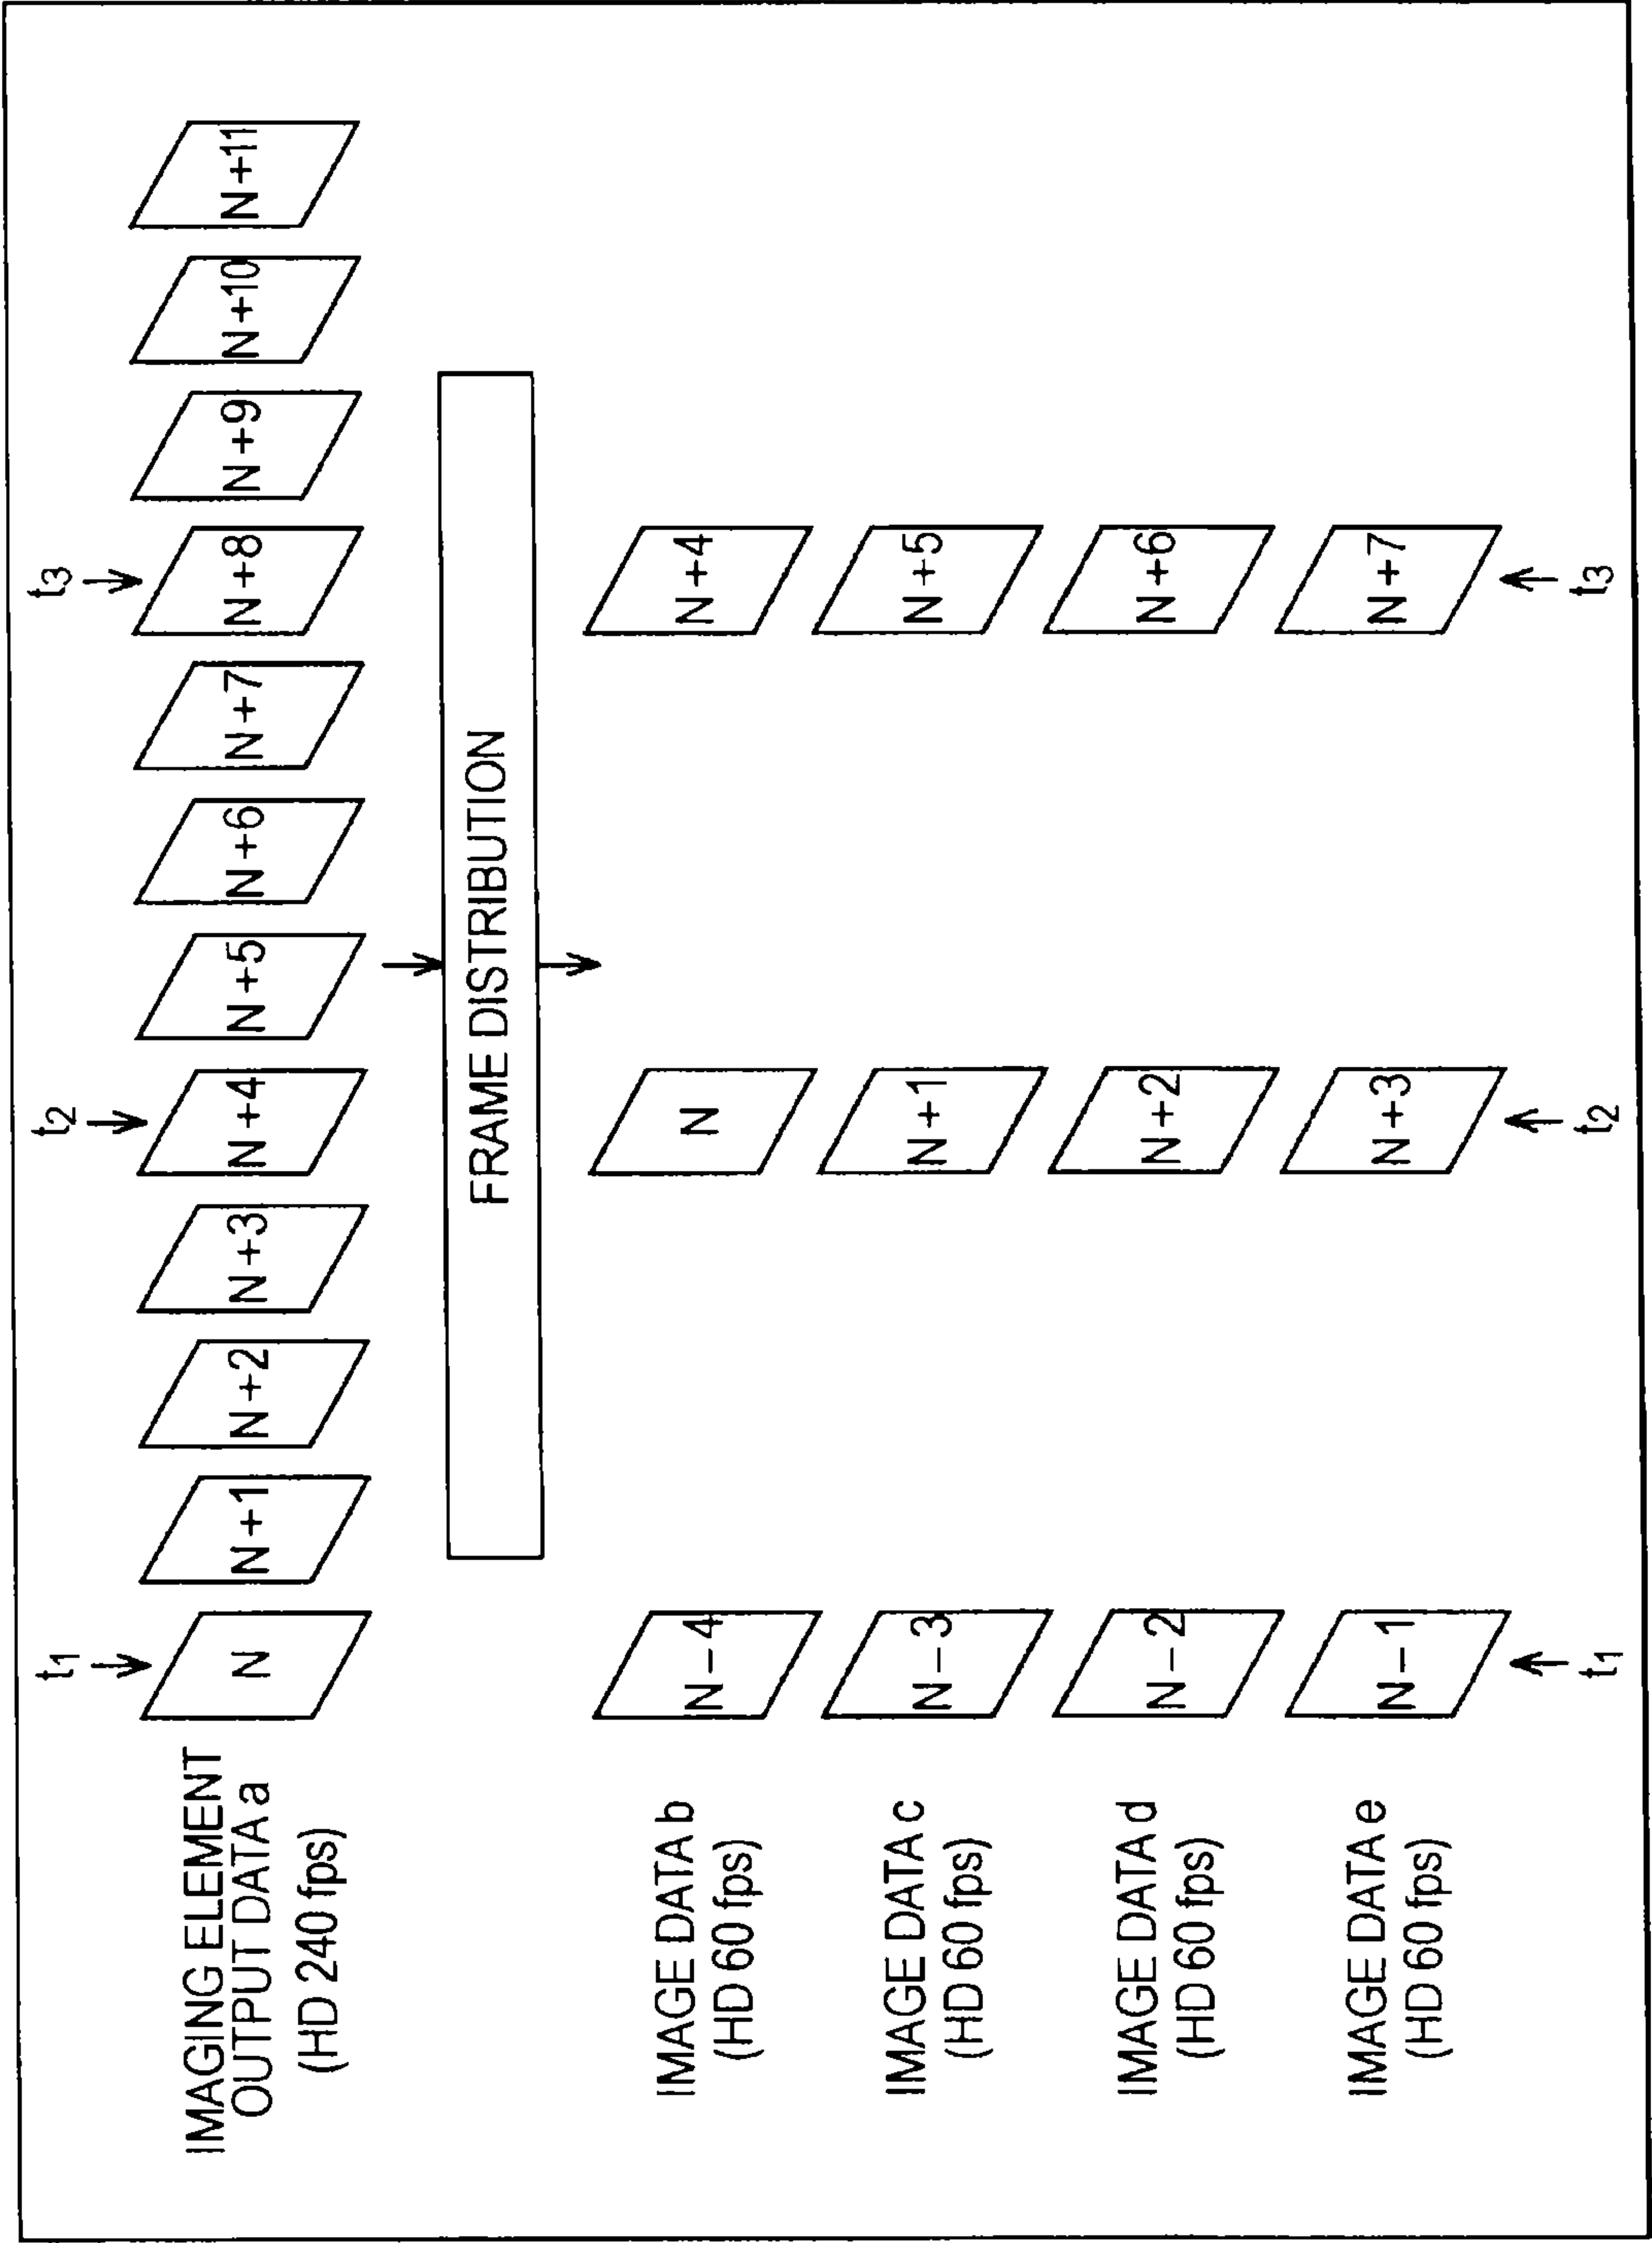 t1
t2
t3
IMAGING ELEMENT
OUTPUT DATA a
(HD 240 fps)
N
N+1
N+2
N+3
N+4
N+5
N+6
N+7
N+8
N+9
N+10
N+11
FRAME DISTRIBUTION
IMAGE DATA b
(HD 60 fps)
N−4
N
N+4
IMAGE DATA c
(HD 60 fps)
N−3
N+1
N+5
IMAGE DATA d
(HD 60 fps)
N−2
N+2
N+6
IMAGE DATA e
(HD 60 fps)
N−1
N+3
N+7
t1
t2
t3